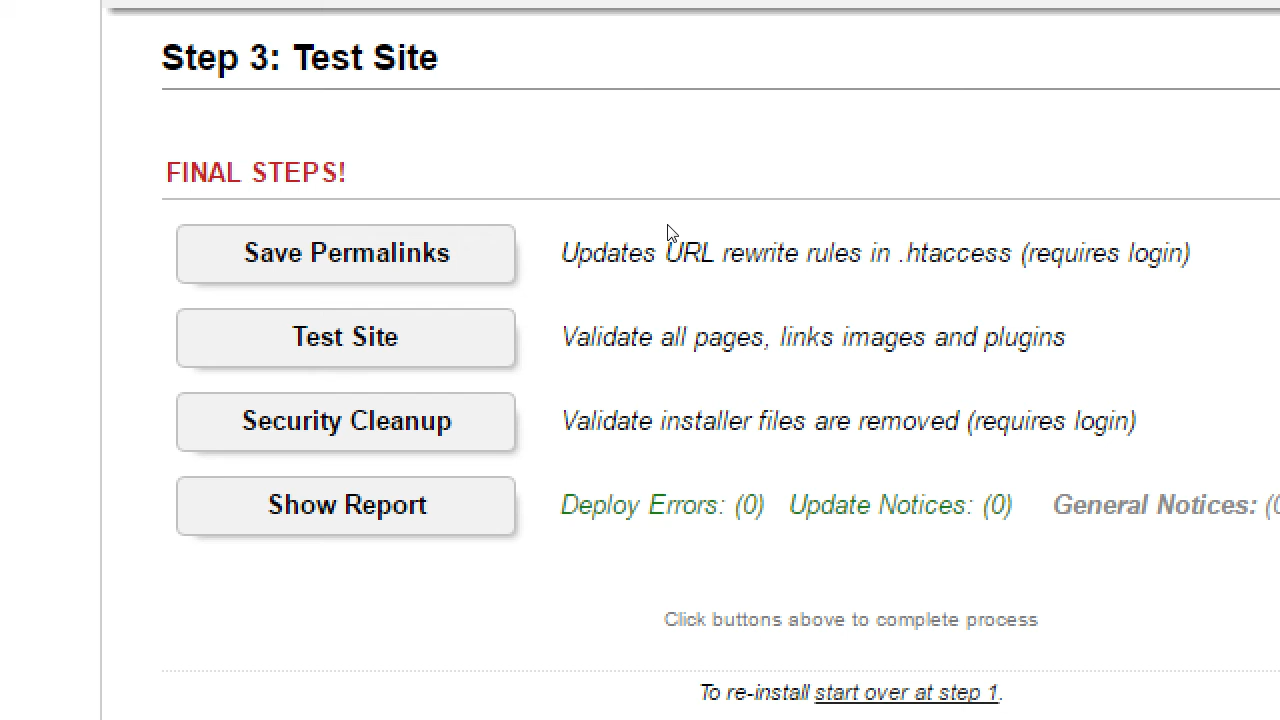 Step 3: Test Site
FINAL STEPS!
Save Permalinks Updates URL rewrite rules in .htaccess (requires login)
Test Site Validate all pages, links images and plugins
Security Cleanup Validate installer files are removed (requires login)
Show Report Deploy Errors: (0) Update Notices: (0) General Notices:
Click buttons above to complete process
To re-install start over at step 1.